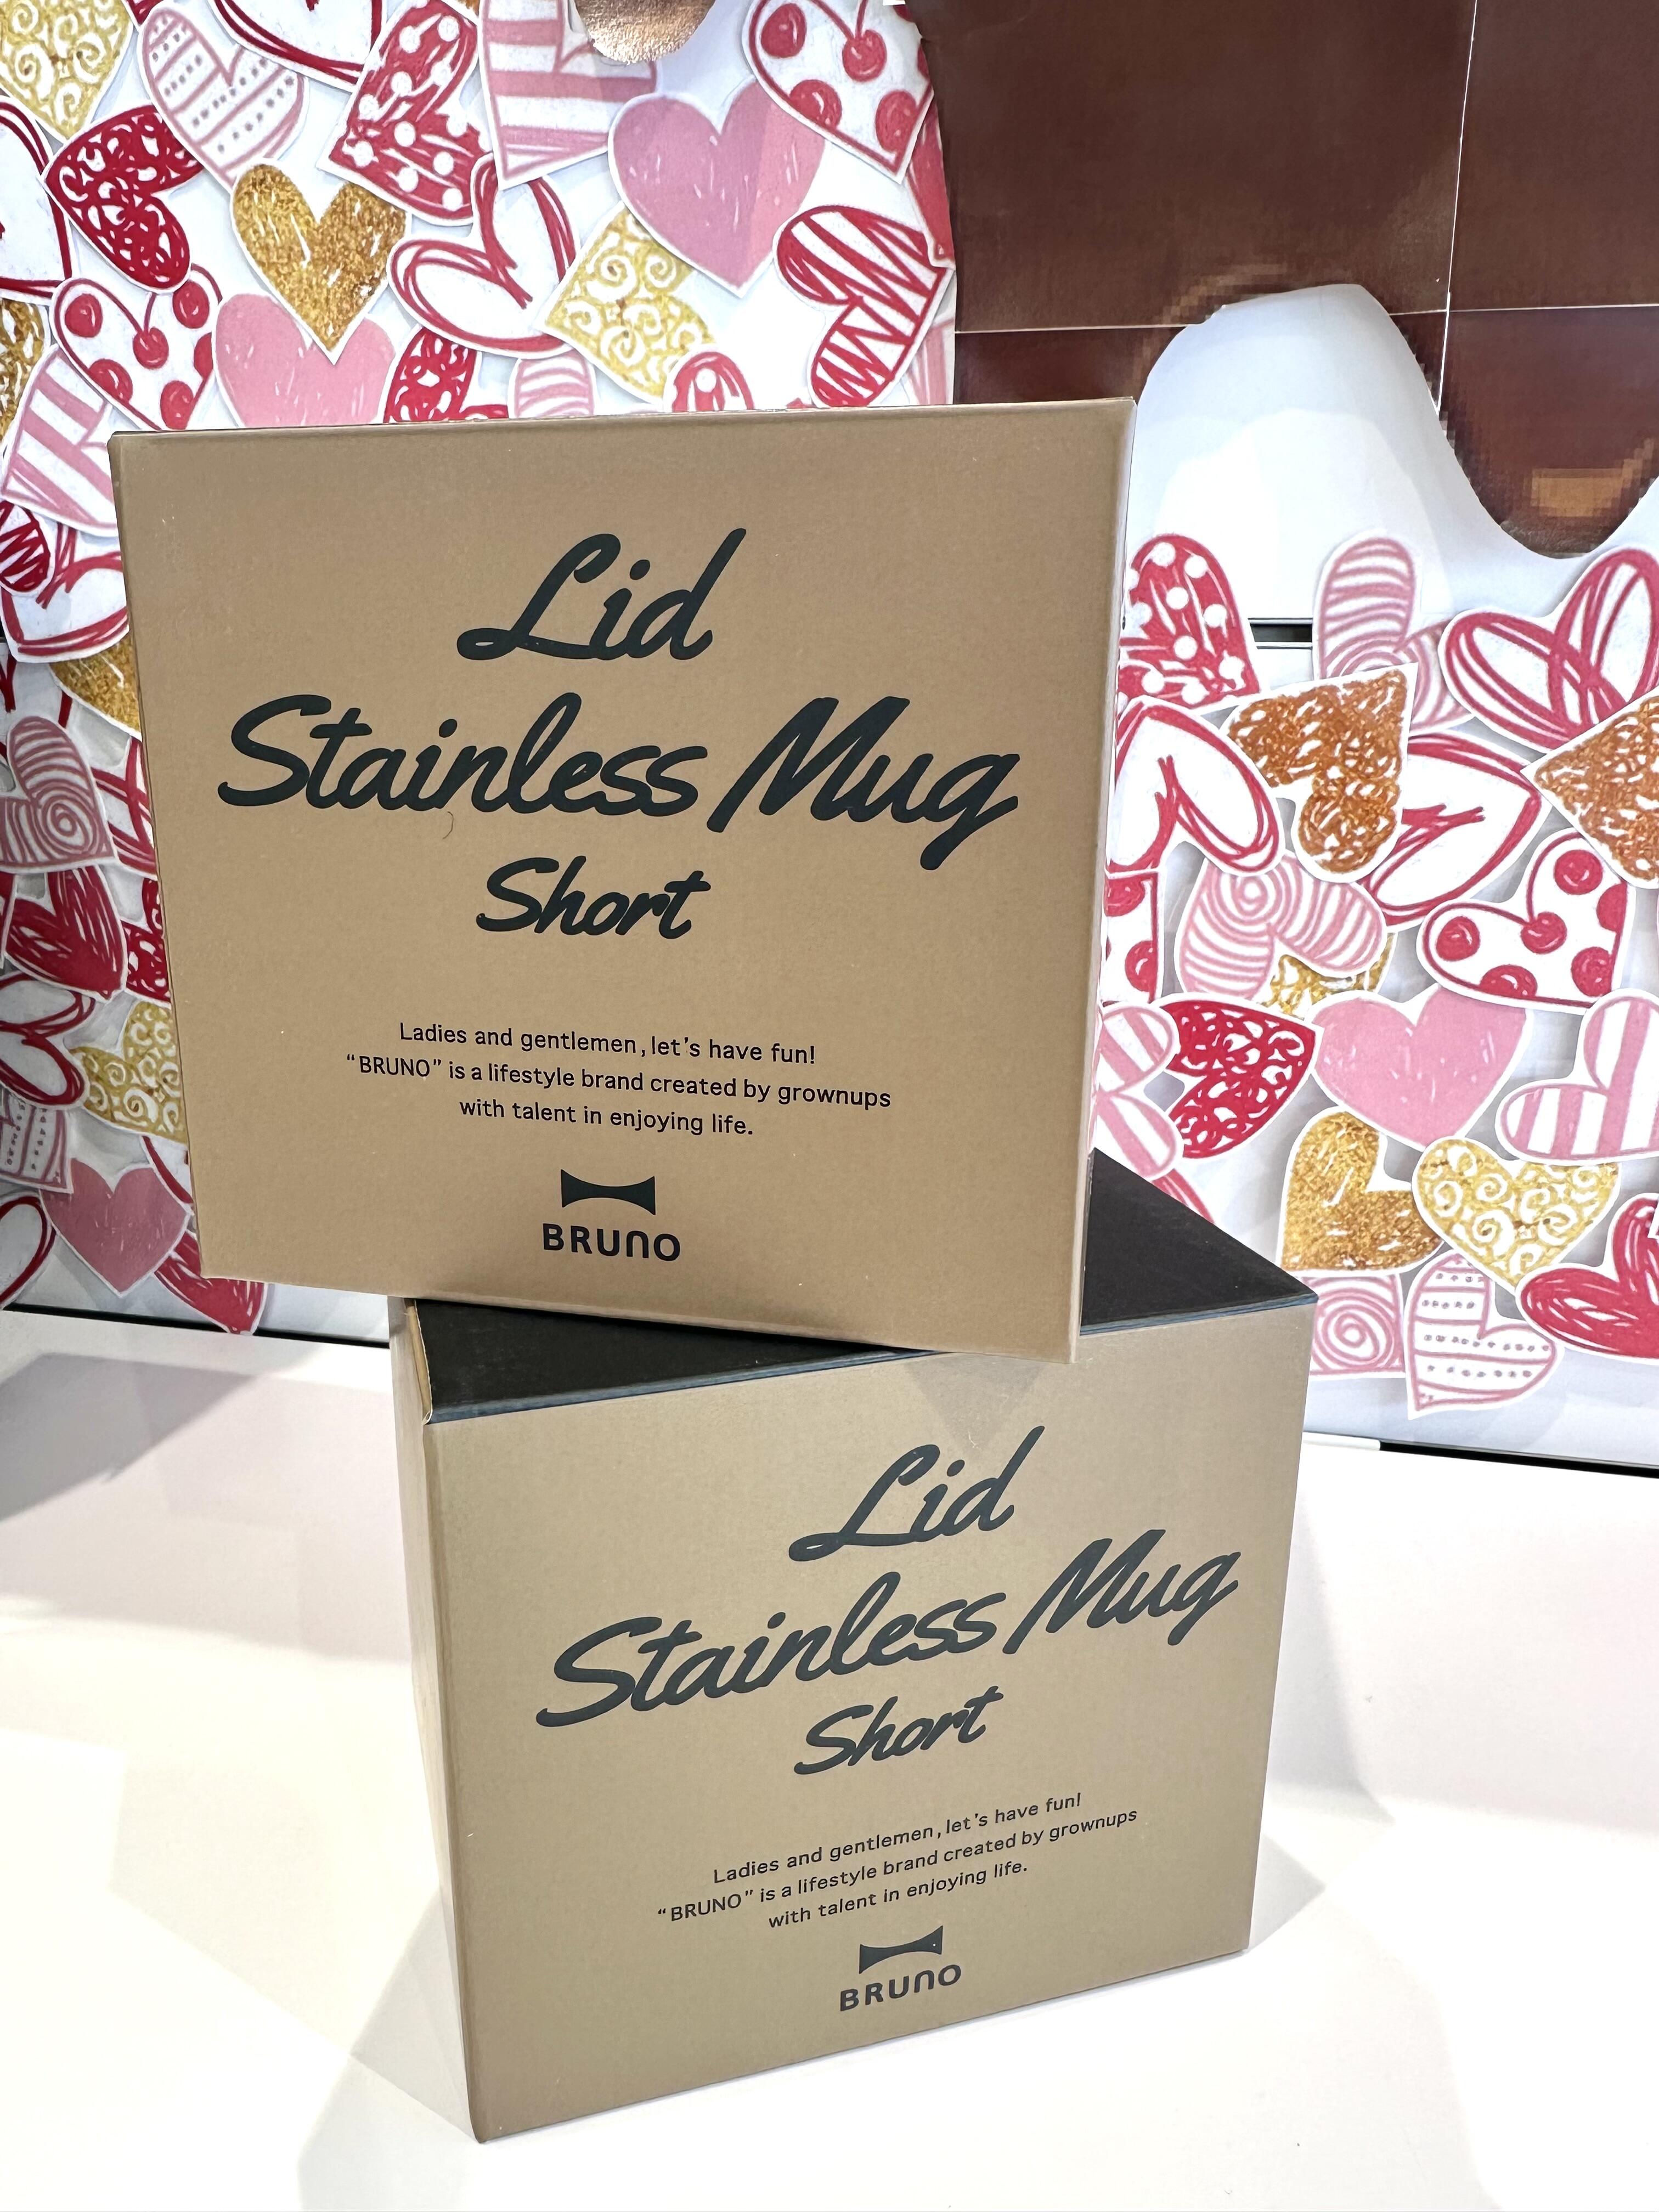 Lid
Stainless Mug
Short
Ladies and gentlemen, let's have fun!
“BRUNO” is a lifestyle brand created by grownups
with talent in enjoying life.
BRUNO
Lid
Stainless Mug
Short
Ladies and gentlemen, let's have fun!
“BRUNO” is a lifestyle brand created by grownups
with talent in enjoying life.
BRUNO